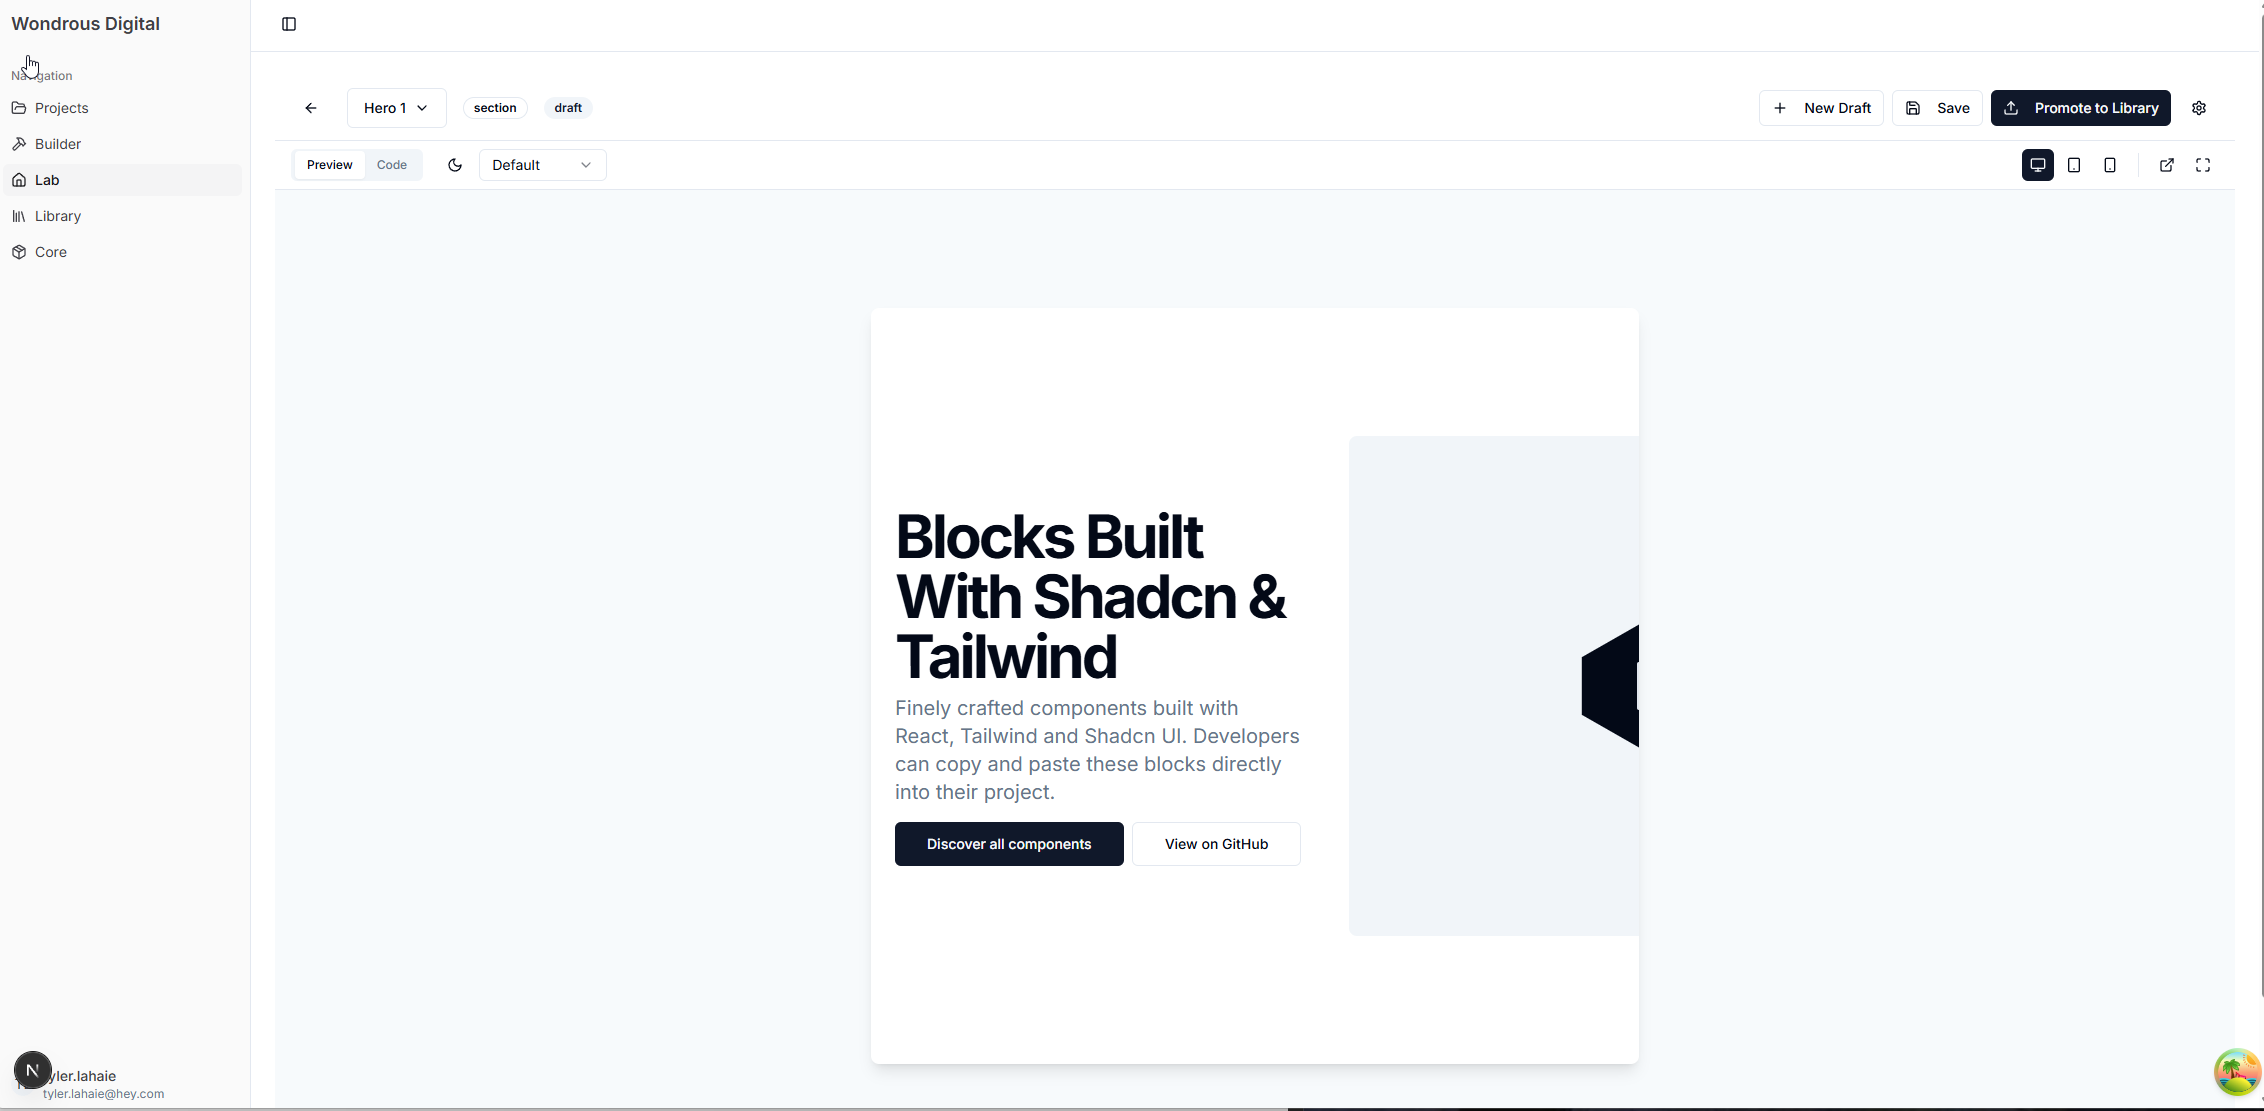 Wondrous Digital
Navigation
Projects
Builder
Lab
Library
Core
Hero 1
section
draft
New Draft
Save
Promote to Library
Preview
Code
Default
Blocks Built
With Shadcn &
Tailwind
Finely crafted components built with
React, Tailwind and Shadcn UI. Developers
can copy and paste these blocks directly
into their project.
Discover all components
View on GitHub
N
yler.lahaie
tyler.lahaie@hey.com